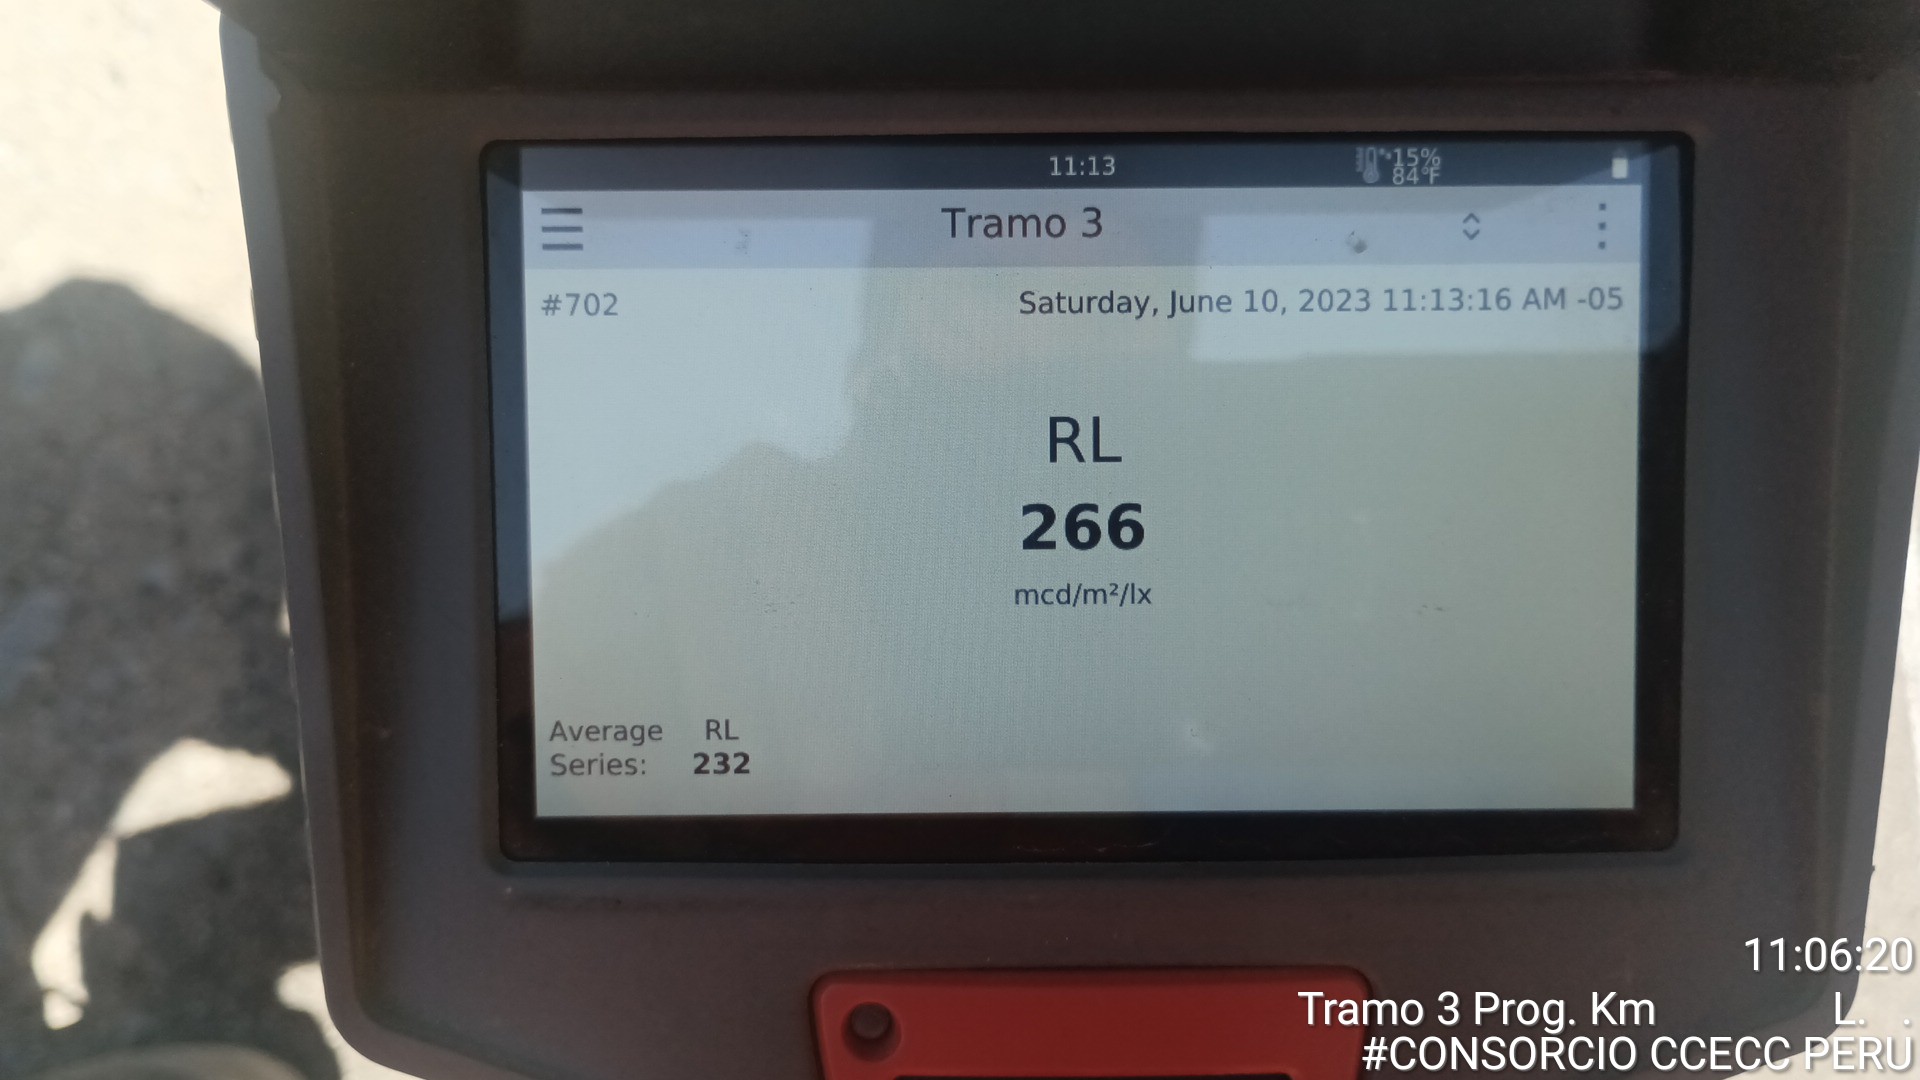 11:13
15%
84°F
Tramo 3
#702
Saturday, June 10, 2023 11:13:16 AM -05
RL
266
mcd/m²/lx
Average RL
Series: 232
11:06:20
Tramo 3 Prog. Km L. .
#CONSORCIO CCECC PERU